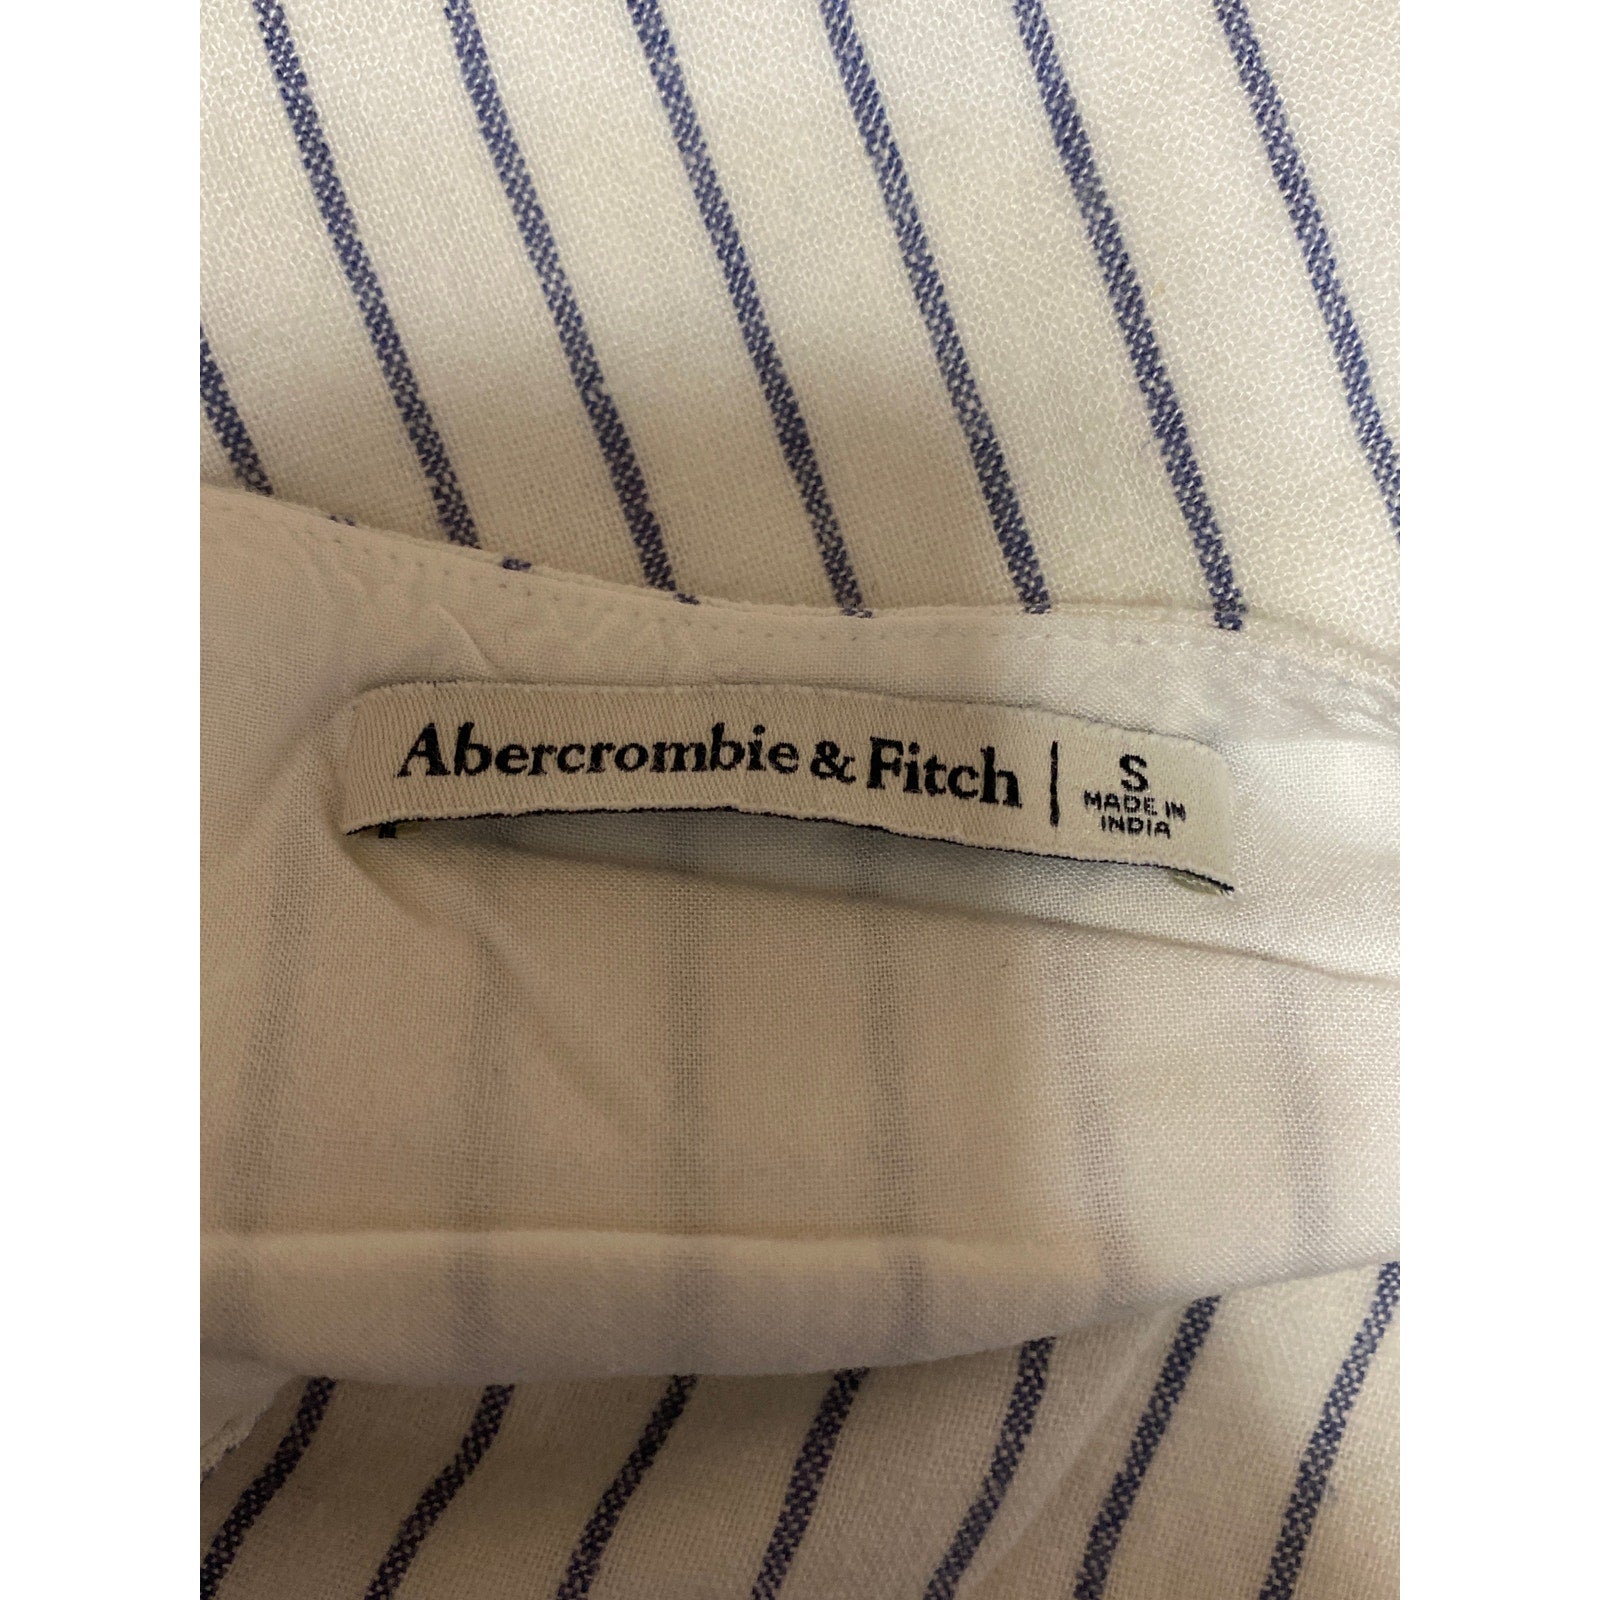 Abercrombie & Fitch | S
MADE IN
INDIA